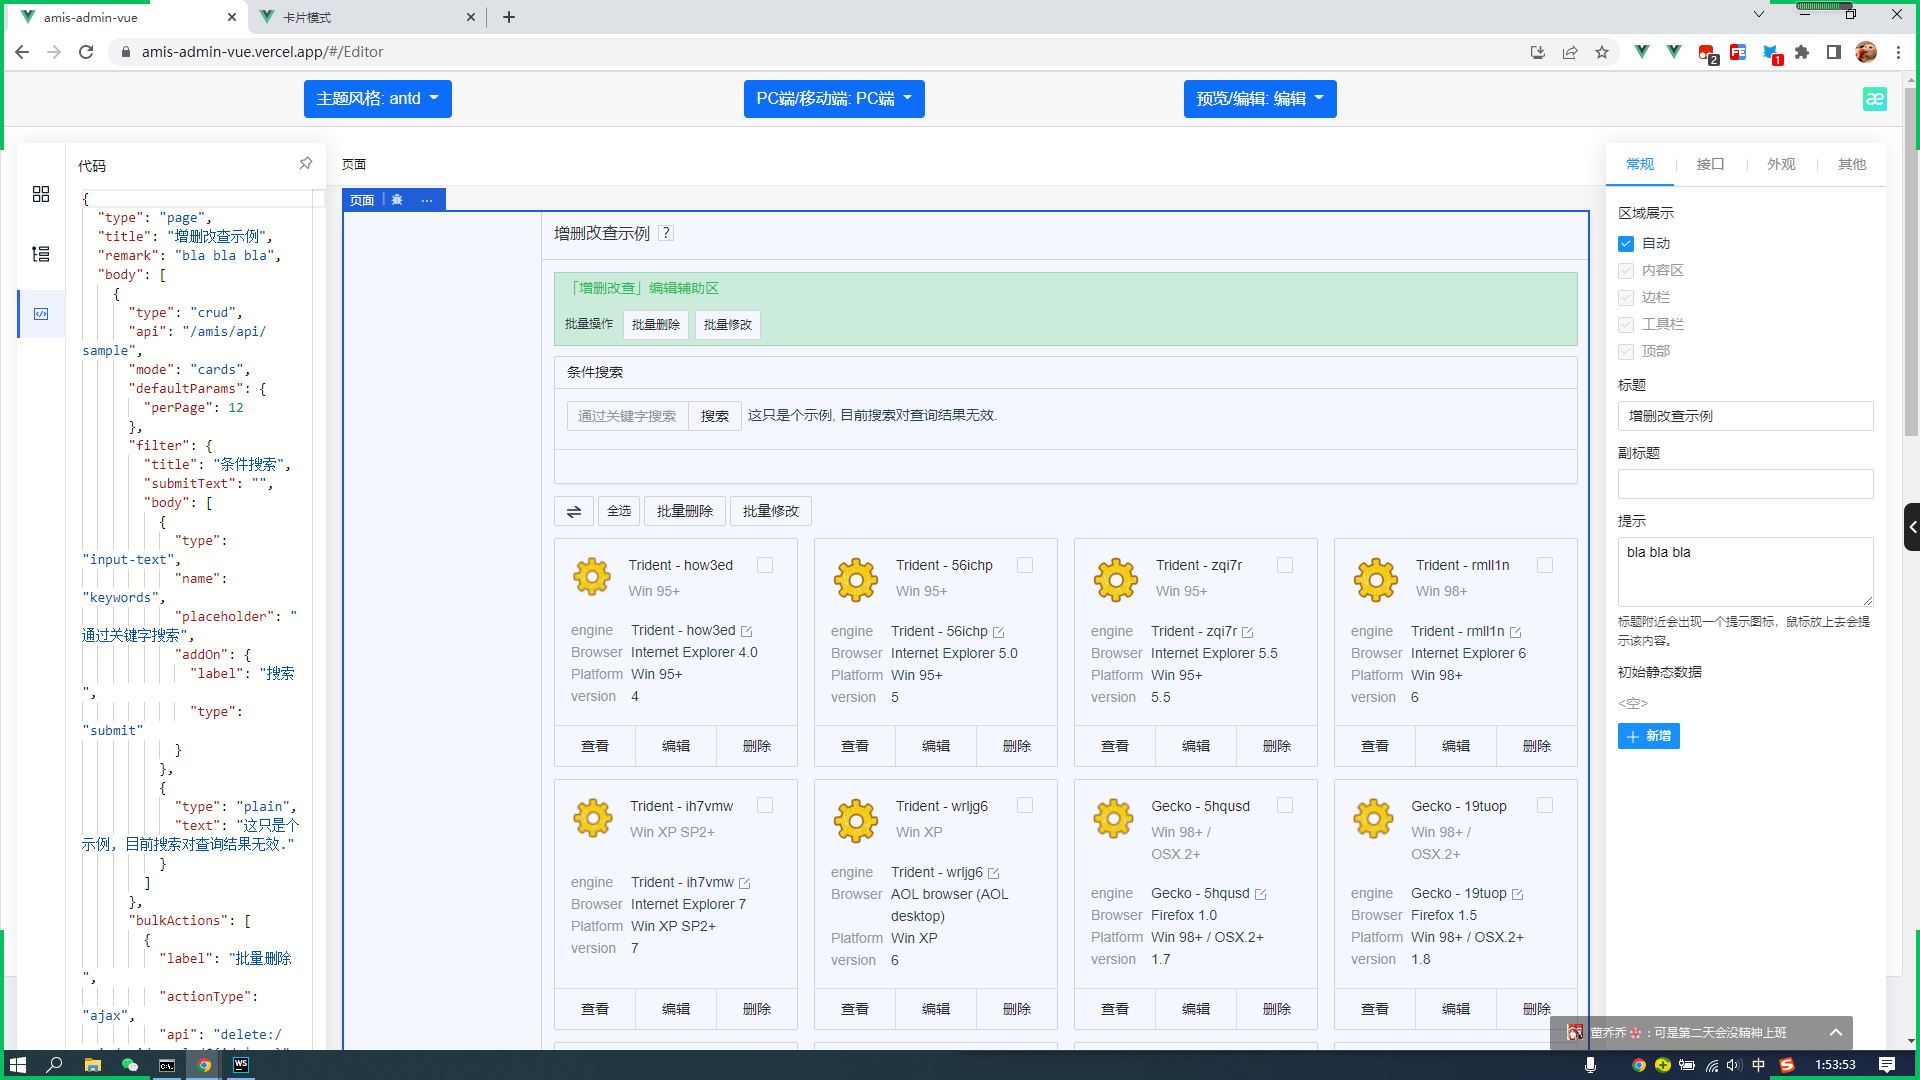 amis-admin-vue
卡片模式
amis-admin-vue.vercel.app/#/Editor
2
1
主题风格: antd
PC端/移动端: PC端
预览/编辑: 编辑
æ
代码
{
"type": "page",
"title": "增删改查示例",
"remark": "bla bla bla",
"body": [
{
"type": "crud",
"api": "/amis/api/
sample",
"mode": "cards",
"defaultParams": {
"perPage": 12
},
"filter": {
"title": "条件搜索",
"submitText": "",
"body": [
{
"type":
"input-text",
"name":
"keywords",
"placeholder": "
通过关键字搜索",
"addOn": {
"label": "搜索
",
"type":
"submit"
}
},
{
"type": "plain",
"text": "这只是个
示例, 目前搜索对查询结果无效."
}
]
},
"bulkActions": [
{
"label": "批量删除
",
"actionType":
"ajax",
"api": "delete:/
页面
页面
增删改查示例 ?
「增删改查」编辑辅助区
批量操作 批量删除 批量修改
条件搜索
通过关键字搜索 搜索 这只是个示例, 目前搜索对查询结果无效.
全选 批量删除 批量修改
Trident - how3ed
Win 95+
engine Trident - how3ed
Browser Internet Explorer 4.0
Platform Win 95+
version 4
查看 编辑 删除
Trident - 56ichp
Win 95+
engine Trident - 56ichp
Browser Internet Explorer 5.0
Platform Win 95+
version 5
查看 编辑 删除
Trident - zqi7r
Win 95+
engine Trident - zqi7r
Browser Internet Explorer 5.5
Platform Win 95+
version 5.5
查看 编辑 删除
Trident - rmll1n
Win 98+
engine Trident - rmll1n
Browser Internet Explorer 6
Platform Win 98+
version 6
查看 编辑 删除
Trident - ih7vmw
Win XP SP2+
engine Trident - ih7vmw
Browser Internet Explorer 7
Platform Win XP SP2+
version 7
查看 编辑 删除
Trident - wrljg6
Win XP
engine Trident - wrljg6
Browser AOL browser (AOL
desktop)
Platform Win XP
version 6
查看 编辑 删除
Gecko - 5hqusd
Win 98+ /
OSX.2+
engine Gecko - 5hqusd
Browser Firefox 1.0
Platform Win 98+ / OSX.2+
version 1.7
查看 编辑 删除
Gecko - 19tuop
Win 98+ /
OSX.2+
engine Gecko - 19tuop
Browser Firefox 1.5
Platform Win 98+ / OSX.2+
version 1.8
查看 编辑 删除
常规 接口 外观 其他
区域展示
自动
内容区
边栏
工具栏
顶部
标题
增删改查示例
副标题
提示
bla bla bla
标题附近会出现一个提示图标，鼠标放上去会提
示该内容。
初始静态数据
<空>
新增
董乔乔 : 可是第二天会没精神上班
中
1:53:53